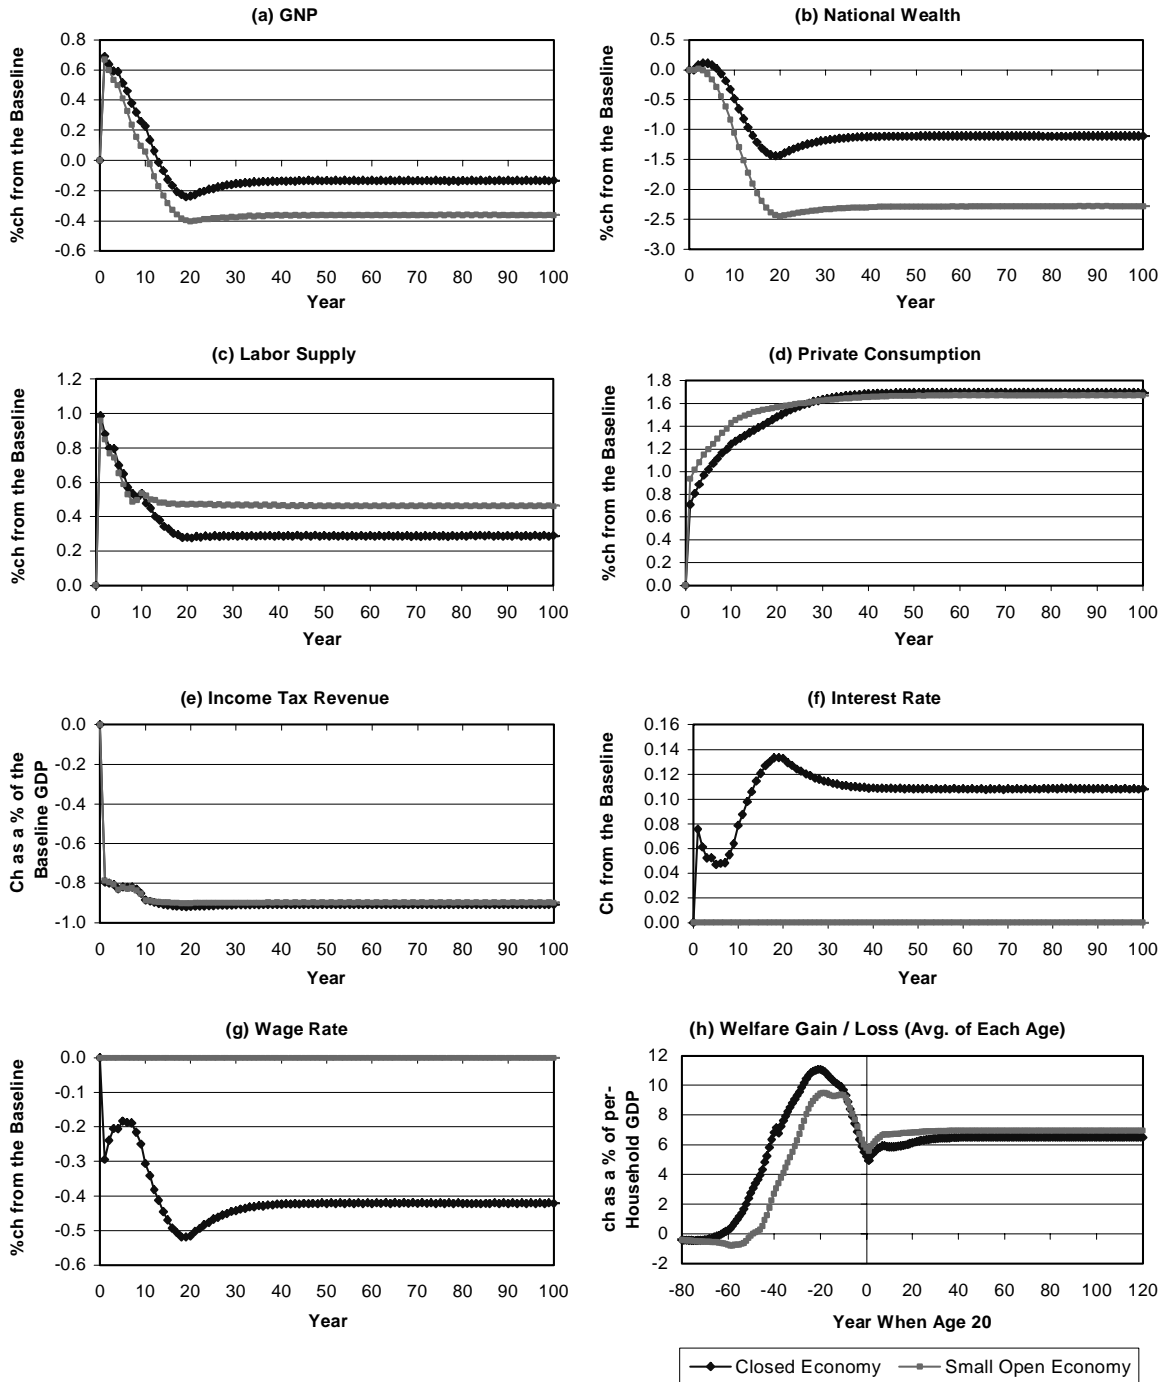 (a) GNP
%ch from the Baseline
0.8
0.6
0.4
0.2
0.0
-0.2
-0.4
-0.6
0 10 20 30 40 50 60 70 80 90 100
Year
(b) National Wealth
%ch from the Baseline
0.5
0.0
-0.5
-1.0
-1.5
-2.0
-2.5
-3.0
0 10 20 30 40 50 60 70 80 90 100
Year
(c) Labor Supply
%ch from the Baseline
1.2
1.0
0.8
0.6
0.4
0.2
0.0
0 10 20 30 40 50 60 70 80 90 100
Year
(d) Private Consumption
%ch from the Baseline
1.8
1.6
1.4
1.2
1.0
0.8
0.6
0.4
0.2
0.0
0 10 20 30 40 50 60 70 80 90 100
Year
(e) Income Tax Revenue
Ch as a % of the
Baseline GDP
0.0
-0.2
-0.4
-0.6
-0.8
-1.0
0 10 20 30 40 50 60 70 80 90 100
Year
(f) Interest Rate
Ch from the Baseline
0.16
0.14
0.12
0.10
0.08
0.06
0.04
0.02
0.00
0 10 20 30 40 50 60 70 80 90 100
Year
(g) Wage Rate
%ch from the Baseline
0.0
-0.1
-0.2
-0.3
-0.4
-0.5
-0.6
0 10 20 30 40 50 60 70 80 90 100
Year
(h) Welfare Gain / Loss (Avg. of Each Age)
ch as a % of per-
Household GDP
12
10
8
6
4
2
0
-2
-80 -60 -40 -20 0 20 40 60 80 100 120
Year When Age 20
Closed Economy
Small Open Economy